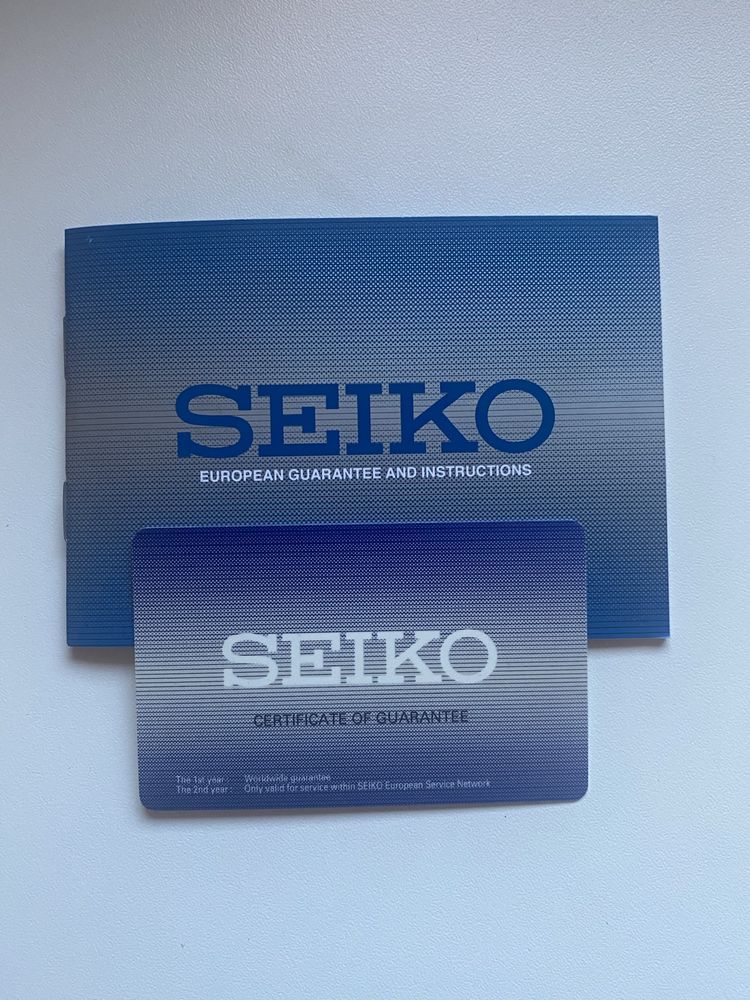 SEIKO
EUROPEAN GUARANTEE AND INSTRUCTIONS
SEIKO
CERTIFICATE OF GUARANTEE
The 1st year : Worldwide guarantee
The 2nd year : Only valid for service within SEIKO European Service Network